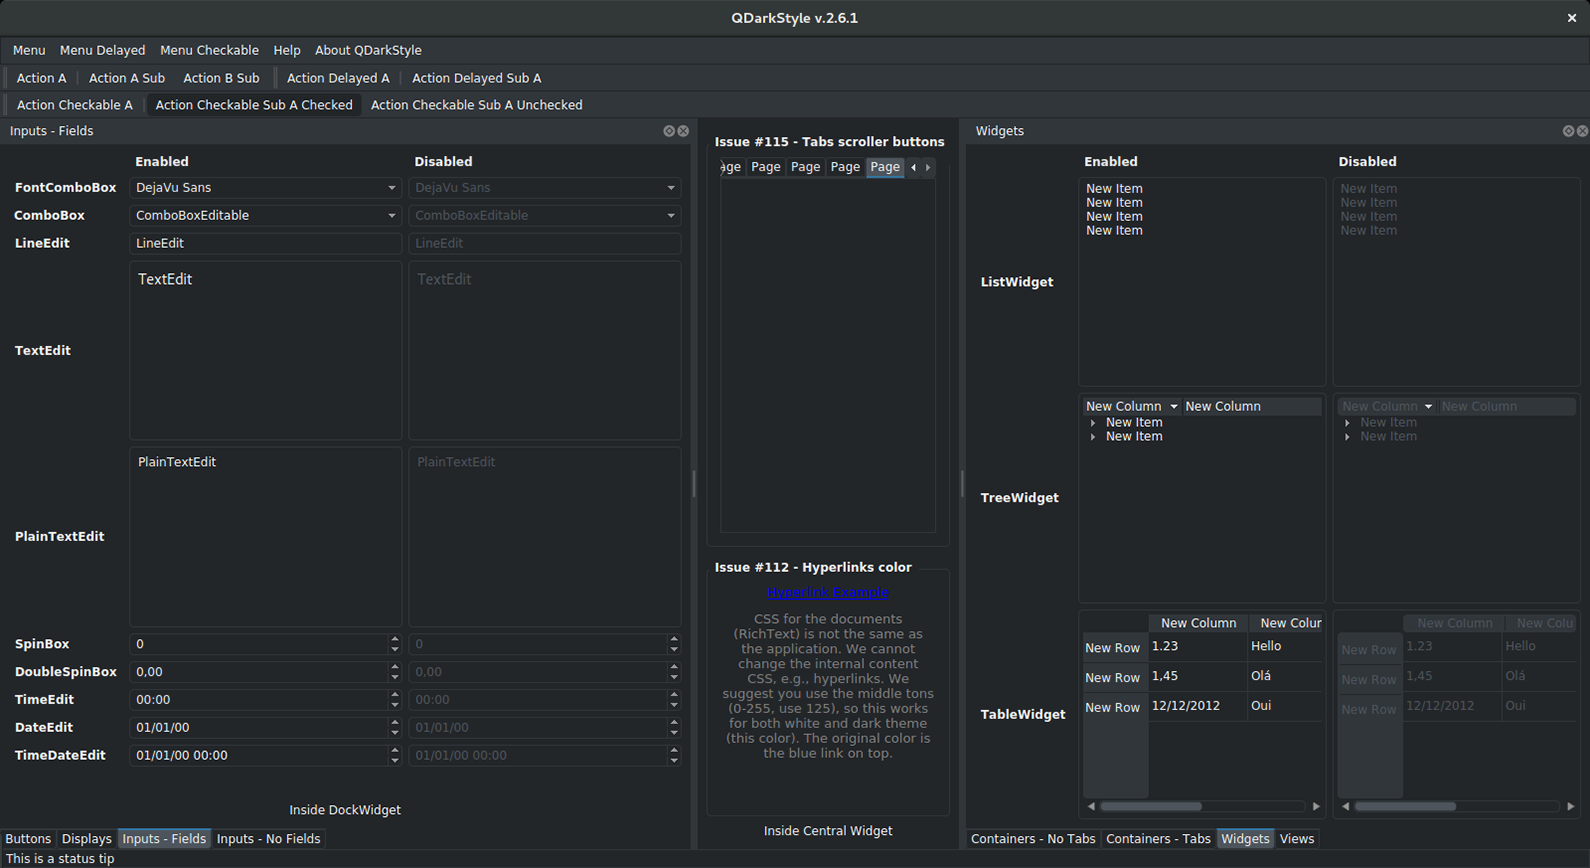 QDarkStyle v.2.6.1
Menu Menu Delayed Menu Checkable Help About QDarkStyle
Action A Action A Sub Action B Sub Action Delayed A Action Delayed Sub A
Action Checkable A Action Checkable Sub A Checked Action Checkable Sub A Unchecked
Inputs - Fields
Enabled Disabled
FontComboBox DejaVu Sans DejaVu Sans
ComboBox ComboBoxEditable ComboBoxEditable
LineEdit LineEdit LineEdit
TextEdit TextEdit
TextEdit
PlainTextEdit PlainTextEdit
PlainTextEdit
SpinBox 0 0
DoubleSpinBox 0,00 0,00
TimeEdit 00:00 00:00
DateEdit 01/01/00 01/01/00
TimeDateEdit 01/01/00 00:00 01/01/00 00:00
Inside DockWidget
Buttons Displays Inputs - Fields Inputs - No Fields
Issue #115 - Tabs scroller buttons
age Page Page Page Page
Issue #112 - Hyperlinks color
Hyperlink Example
CSS for the documents
(RichText) is not the same as
the application. We cannot
change the internal content
CSS, e.g., hyperlinks. We
suggest you use the middle tons
(0-255, use 125), so this works
for both white and dark theme
(this color). The original color is
the blue link on top.
Inside Central Widget
Widgets
Enabled Disabled
New Item New Item
New Item New Item
New Item New Item
New Item New Item
ListWidget
New Column New Column New Column New Column
New Item New Item
New Item New Item
TreeWidget
New Column New Colur New Column New Colu
New Row 1.23 Hello New Row 1.23 Hello
New Row 1,45 Olá New Row 1,45 Olá
New Row 12/12/2012 Oui New Row 12/12/2012 Oui
TableWidget
Containers - No Tabs Containers - Tabs Widgets Views
This is a status tip